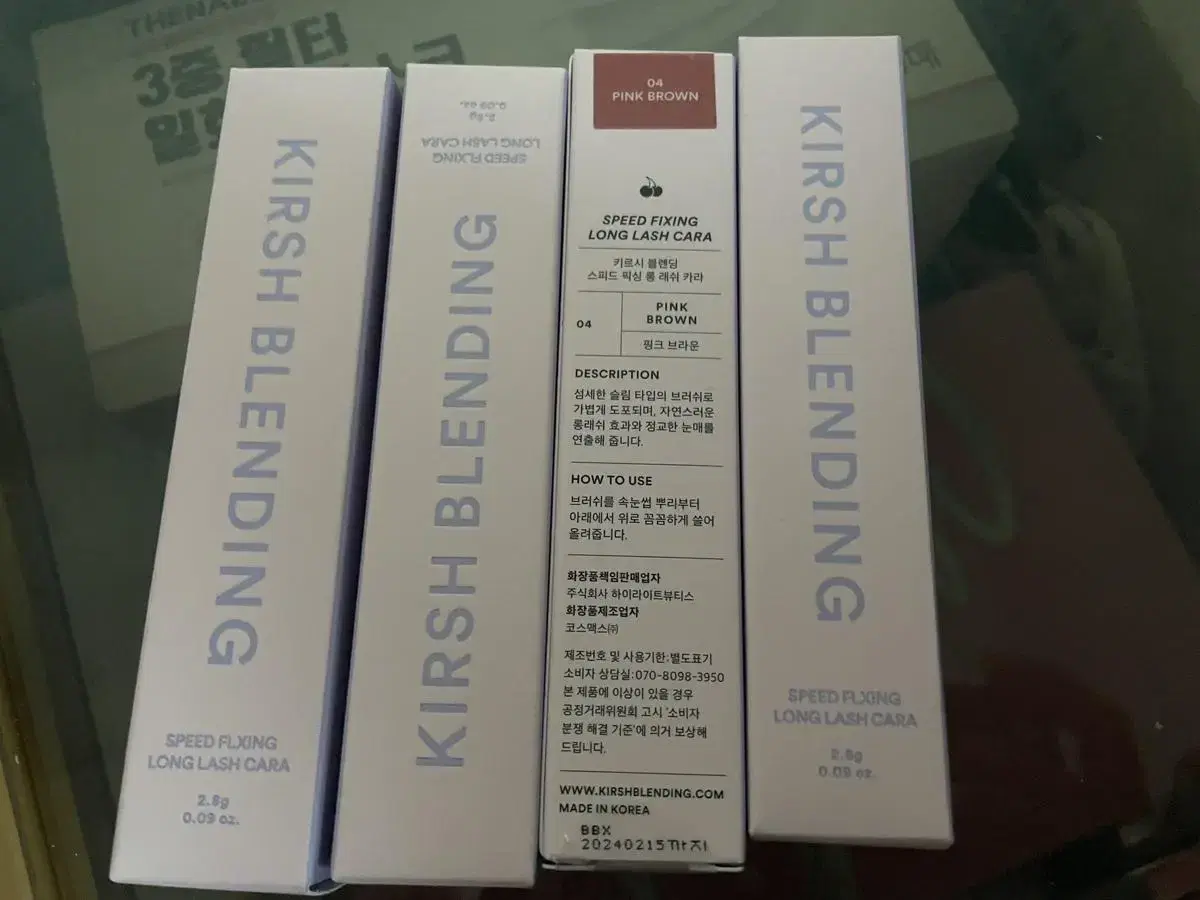 3중 필터
KIRSH BLENDING
SPEED FIXING
LONG LASH CARA
2.8g
0.09 oz.
KIRSH BLENDING
SPEED FIXING
LONG LASH CARA
2.8g
0.09 oz.
04
PINK BROWN
SPEED FIXING
LONG LASH CARA
키르시 블렌딩
스피드 픽싱 롱 래쉬 카라
04
PINK
BROWN
핑크 브라운
DESCRIPTION
섬세한 슬림 타입의 브러쉬로
가볍게 도포되며, 자연스러운
롱래쉬 효과와 정교한 눈매를
연출해 줍니다.
HOW TO USE
브러쉬를 속눈썹 뿌리부터
아래에서 위로 꼼꼼하게 쓸어
올려줍니다.
화장품책임판매업자
주식회사 하이라이트뷰티스
화장품제조업자
코스맥스㈜
제조번호 및 사용기한:별도표기
소비자 상담실:070-8098-3950
본 제품에 이상이 있을 경우
공정거래위원회 고시 '소비자
분쟁 해결 기준'에 의거 보상해
드립니다.
WWW.KIRSHBLENDING.COM
MADE IN KOREA
BBX
20240215까지
KIRSH BLENDING
SPEED FIXING
LONG LASH CARA
2.8g
0.09 oz.